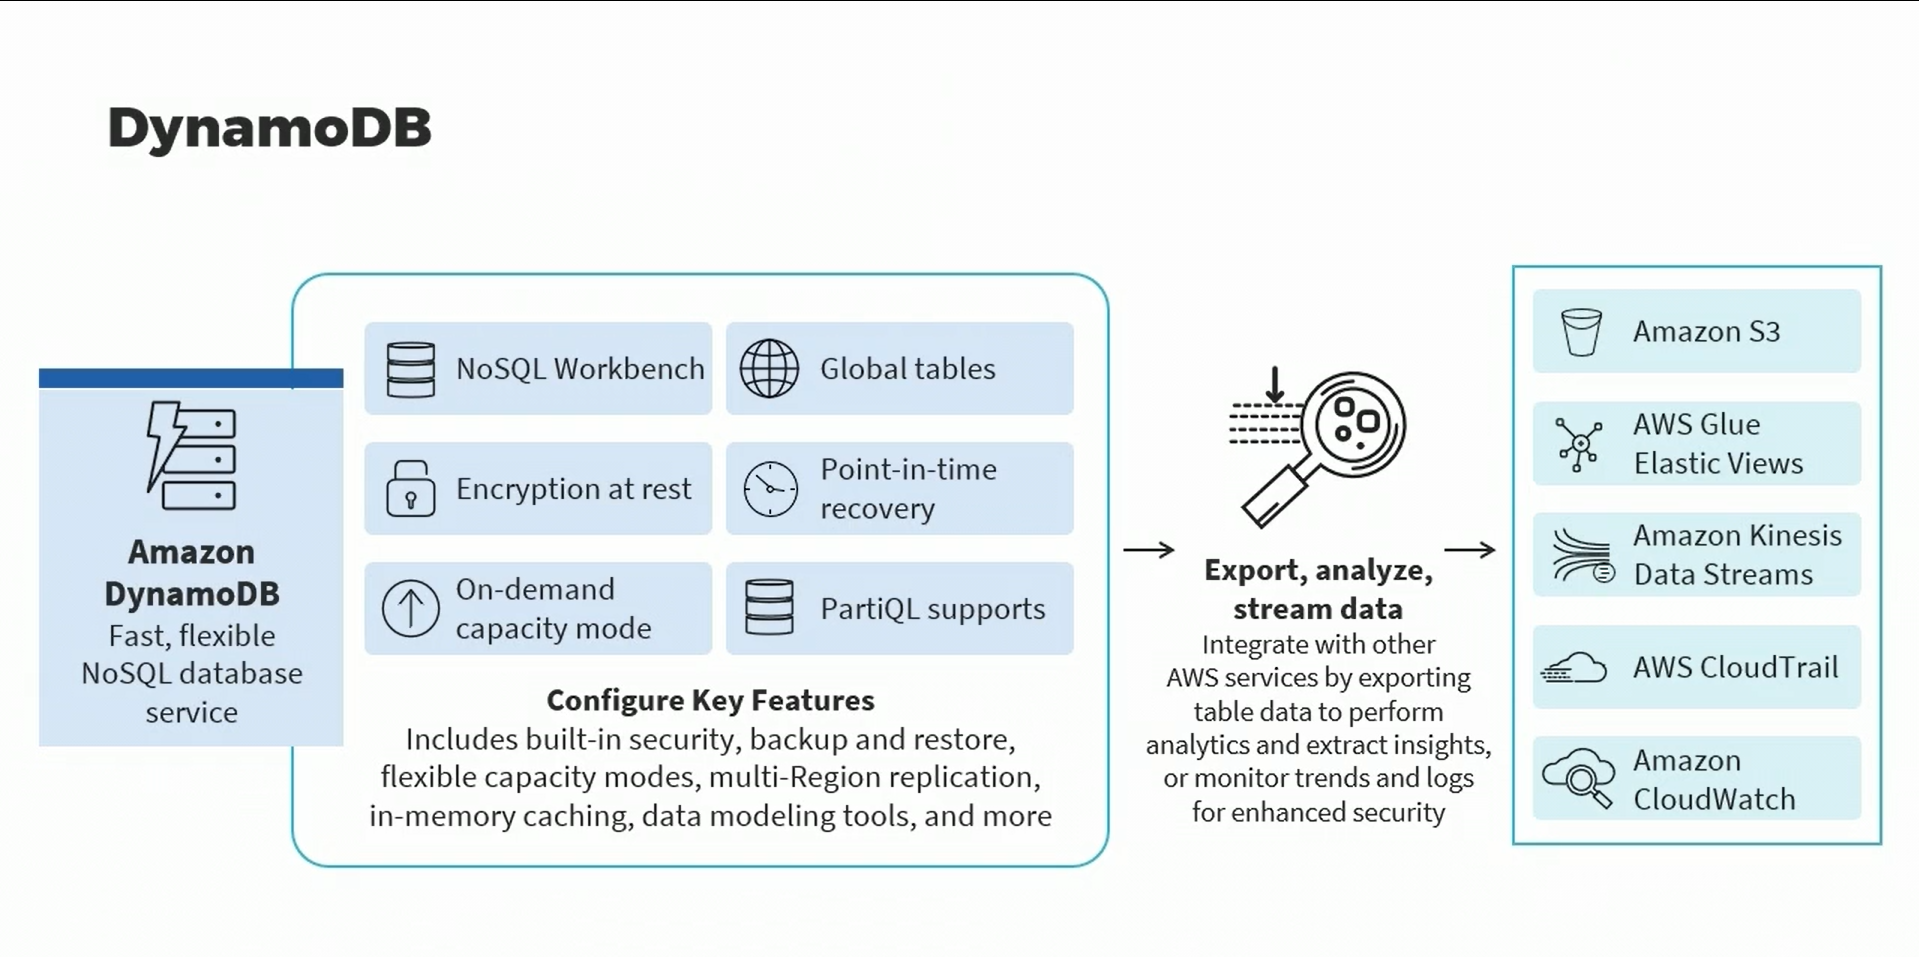 DynamoDB
Amazon
DynamoDB
Fast, flexible
NoSQL database
service
NoSQL Workbench
Global tables
Encryption at rest
Point-in-time
recovery
On-demand
capacity mode
PartiQL supports
Configure Key Features
Includes built-in security, backup and restore,
flexible capacity modes, multi-Region replication,
in-memory caching, data modeling tools, and more
Export, analyze,
stream data
Integrate with other
AWS services by exporting
table data to perform
analytics and extract insights,
or monitor trends and logs
for enhanced security
Amazon S3
AWS Glue
Elastic Views
Amazon Kinesis
Data Streams
AWS CloudTrail
Amazon
CloudWatch